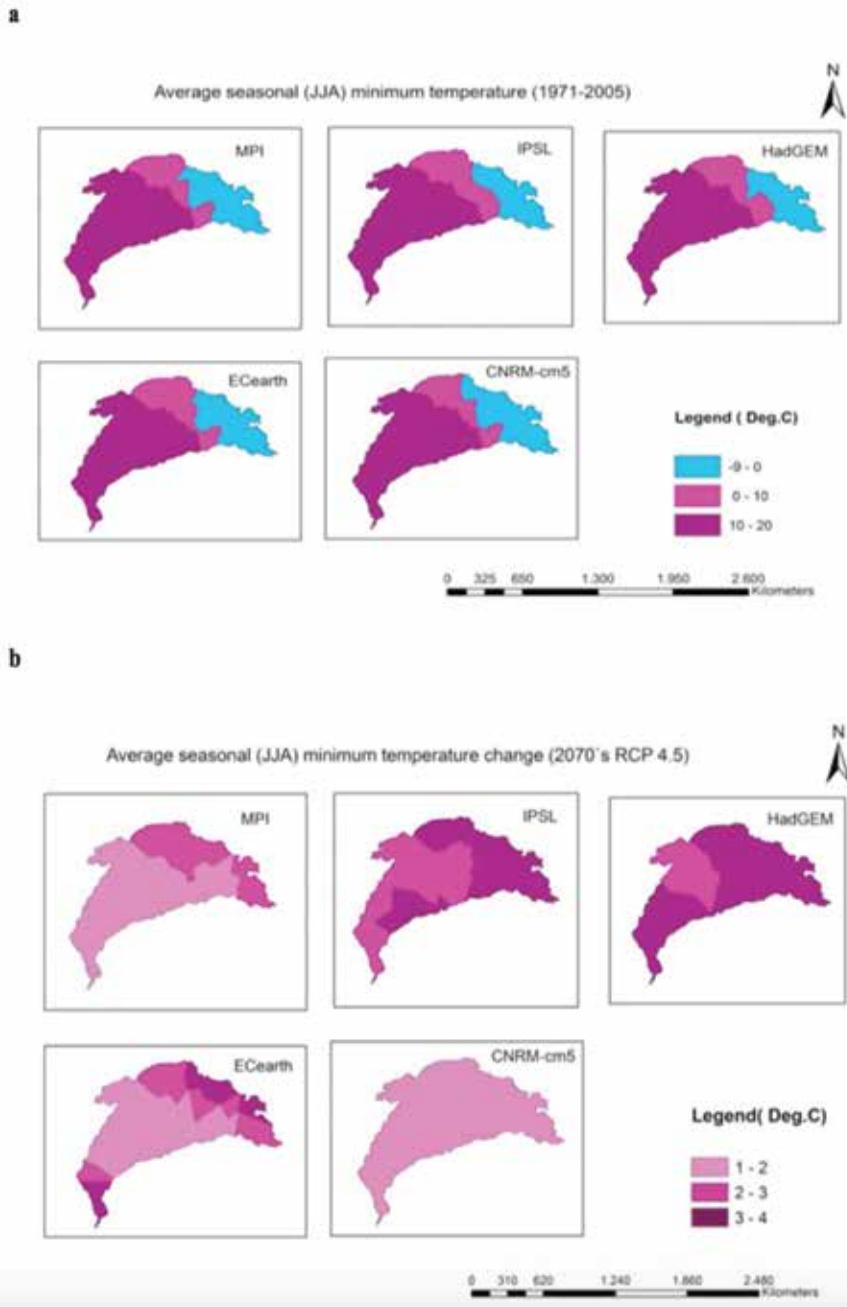 a
N
Average seasonal (JJA) minimum temperature (1971-2005)
MPI
IPSL
HadGEM
ECearth
CNRM-cm5
Legend ( Deg.C)
-9 - 0
0 - 10
10 - 20
0 325 650 1.300 1.950 2.600
Kilometers
b
N
Average seasonal (JJA) minimum temperature change (2070´s RCP 4.5)
MPI
IPSL
HadGEM
ECearth
CNRM-cm5
Legend( Deg.C)
1 - 2
2 - 3
3 - 4
0 310 620 1.240 1.860 2.480
Kilometers